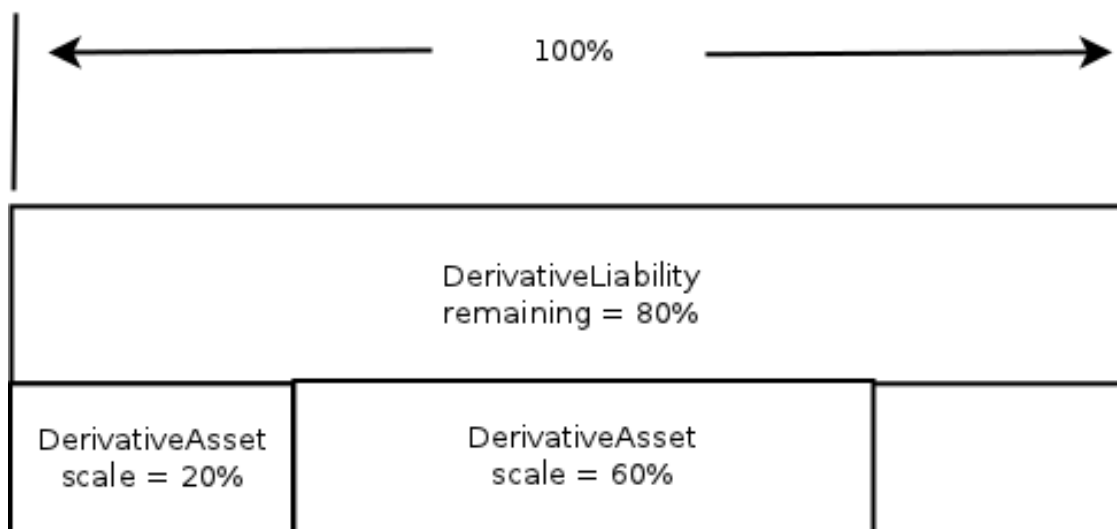 100%
DerivativeLiability
remaining = 80%
DerivativeAsset
scale = 20%
DerivativeAsset
scale = 60%